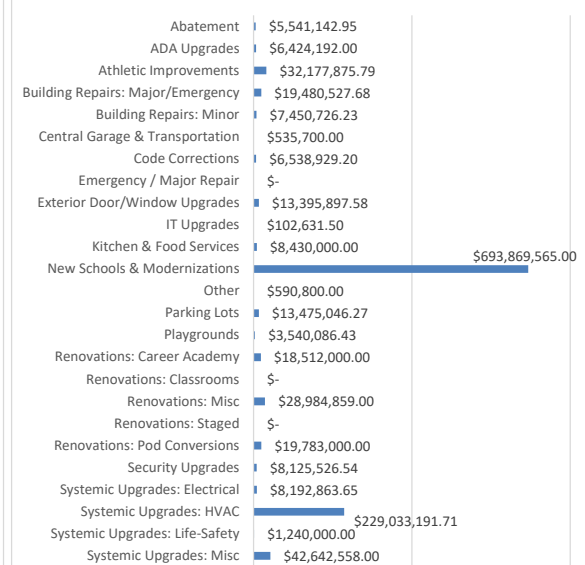 Abatement $5,541,142.95
ADA Upgrades $6,424,192.00
Athletic Improvements $32,177,875.79
Building Repairs: Major/Emergency $19,480,527.68
Building Repairs: Minor $7,450,726.23
Central Garage & Transportation $535,700.00
Code Corrections $6,538,929.20
Emergency / Major Repair $-
Exterior Door/Window Upgrades $13,395,897.58
IT Upgrades $102,631.50
Kitchen & Food Services $8,430,000.00
New Schools & Modernizations $693,869,565.00
Other $590,800.00
Parking Lots $13,475,046.27
Playgrounds $3,540,086.43
Renovations: Career Academy $18,512,000.00
Renovations: Classrooms $-
Renovations: Misc $28,984,859.00
Renovations: Staged $-
Renovations: Pod Conversions $19,783,000.00
Security Upgrades $8,125,526.54
Systemic Upgrades: Electrical $8,192,863.65
Systemic Upgrades: HVAC $229,033,191.71
Systemic Upgrades: Life-Safety $1,240,000.00
Systemic Upgrades: Misc $42,642,558.00